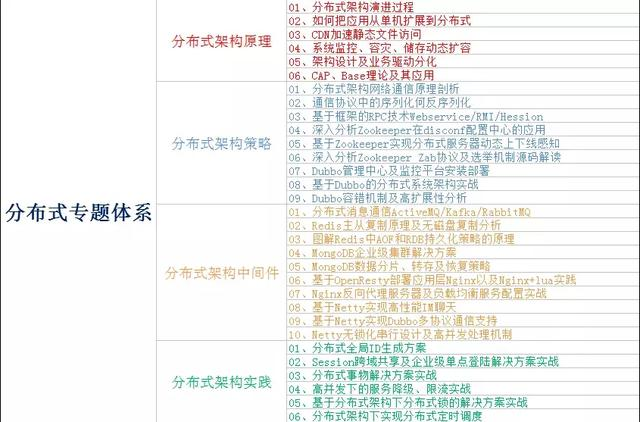 分布式专题体系
分布式架构原理
01、分布式架构演进过程
02、如何把应用从单机扩展到分布式
03、CDN加速静态文件访问
04、系统监控、容灾、储存动态扩容
05、架构设计及业务驱动分化
06、CAP、Base理论及其应用
分布式架构策略
01、分布式架构网络通信原理剖析
02、通信协议中的序列化何反序列化
03、基于框架的RPC技术Webservice/RMI/Hession
04、深入分析Zookeeper在disconf配置中心的应用
05、基于Zookeeper实现分布式服务器动态上下线感知
06、深入分析Zookeeper Zab协议及选举机制源码解读
07、Dubbo管理中心及监控平台安装部署
08、基于Dubbo的分布式系统架构实战
09、Dubbo容错机制及高扩展性分析
分布式架构中间件
01、分布式消息通信ActiveMQ/Kafka/RabbitMQ
02、Redis主从复制原理及无磁盘复制分析
03、图解Redis中AOF和RDB持久化策略的原理
04、MongoDB企业级集群解决方案
05、MongoDB数据分片、转存及恢复策略
06、基于OpenResty部署应用层Nginx以及Nginx+lua实践
07、Nginx反向代理服务器及负载均衡服务配置实战
08、基于Netty实现高性能IM聊天
09、基于Netty实现Dubbo多协议通信支持
10、Netty无锁化串行设计及高并发处理机制
分布式架构实践
01、分布式全局ID生成方案
02、Session跨域共享及企业级单点登陆解决方案实战
03、分布式事物解决方案实战
04、高并发下的服务降级、限流实战
05、基于分布式架构下分布式锁的解决方案实战
06、分布式架构下实现分布式定时调度